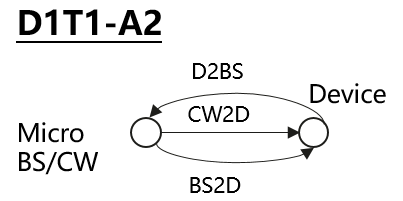 D1T1-A2
D2BS
Device
CW2D
Micro
BS/CW
BS2D